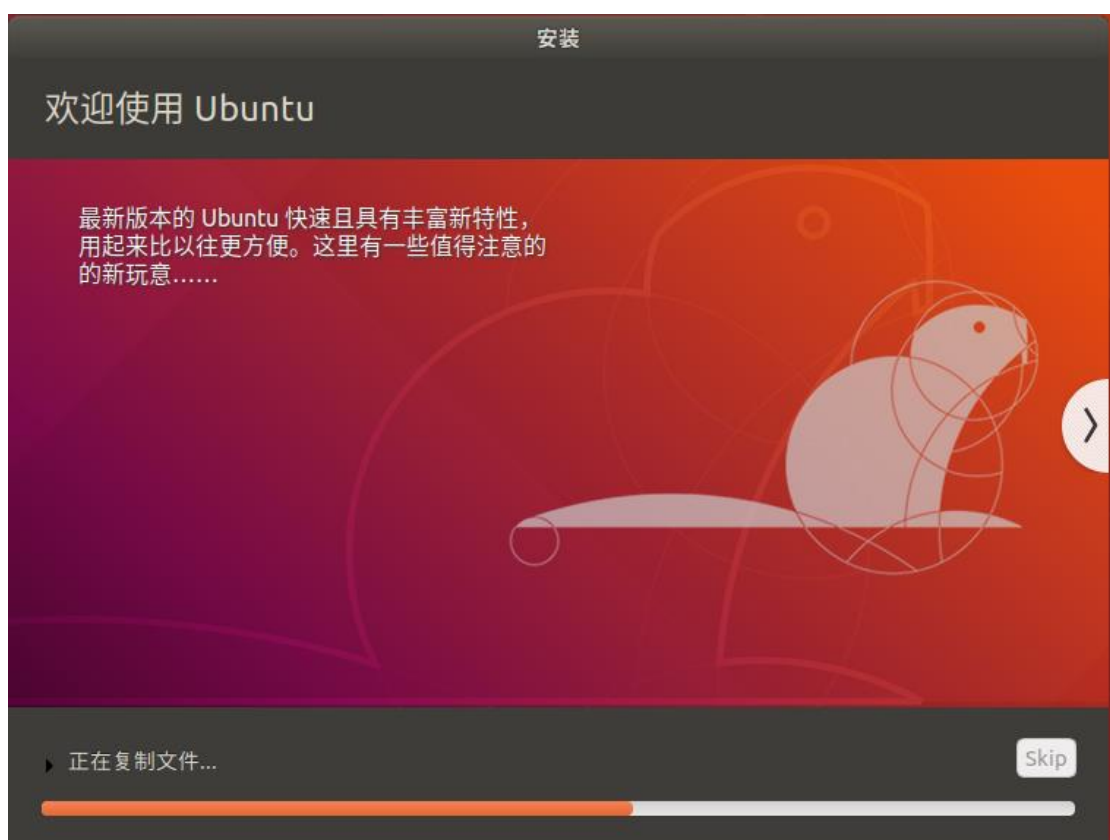 安装
欢迎使用 Ubuntu
最新版本的 Ubuntu 快速且具有丰富新特性，
用起来比以往更方便。这里有一些值得注意的
的新玩意……
正在复制文件...
Skip